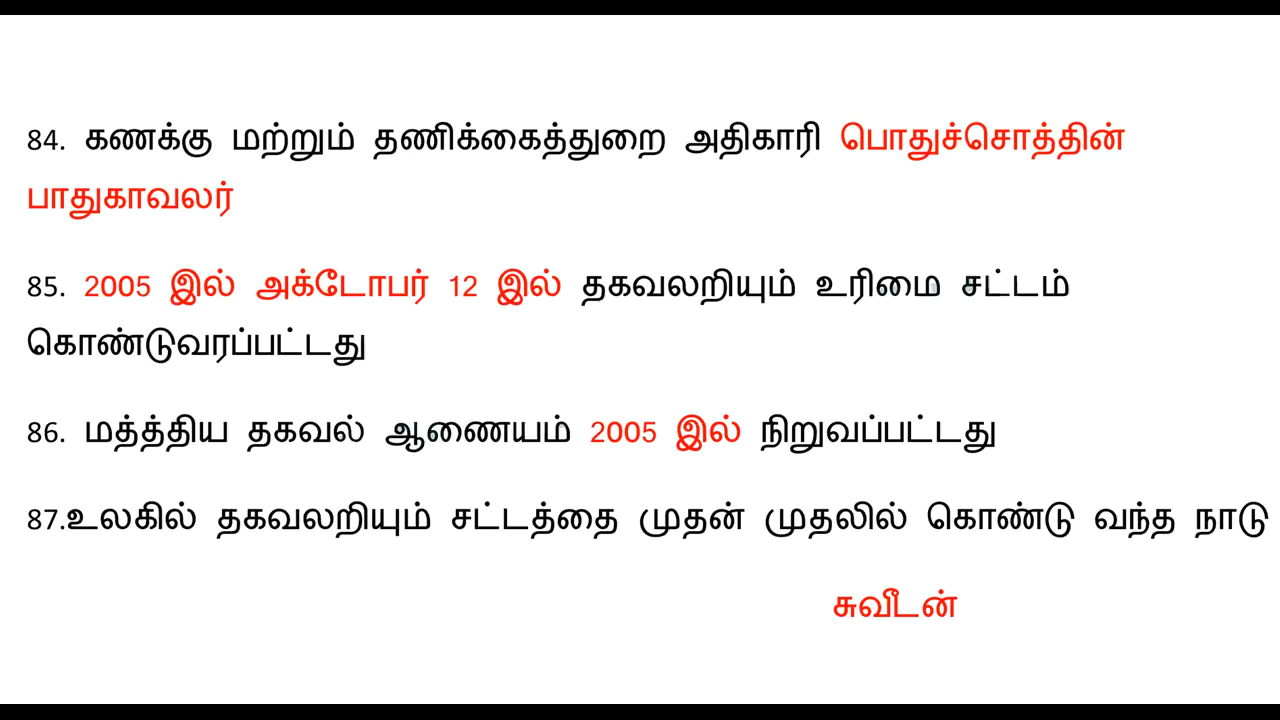 84. கணக்கு மற்றும் தணிக்கைத்துறை அதிகாரி பொதுச்சொத்தின்
பாதுகாவலர்
85. 2005 இல் அக்டோபர் 12 இல் தகவலறியும் உரிமை சட்டம்
கொண்டுவரப்பட்டது
86. மத்த்திய தகவல் ஆணையம் 2005 இல் நிறுவப்பட்டது
87.உலகில் தகவலறியும் சட்டத்தை முதன் முதலில் கொண்டு வந்த நாடு
சுவீடன்